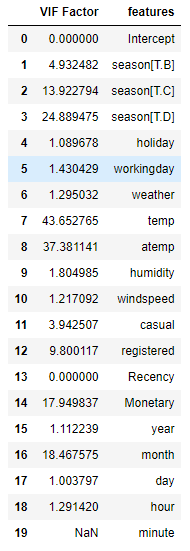 VIF Factor features
0 0.000000 Intercept
1 4.932482 season[T.B]
2 13.922794 season[T.C]
3 24.889475 season[T.D]
4 1.089678 holiday
5 1.430429 workingday
6 1.295032 weather
7 43.652765 temp
8 37.381141 atemp
9 1.804985 humidity
10 1.217092 windspeed
11 3.942507 casual
12 9.800117 registered
13 0.000000 Recency
14 17.949837 Monetary
15 1.112239 year
16 18.467575 month
17 1.003797 day
18 1.291420 hour
19 NaN minute